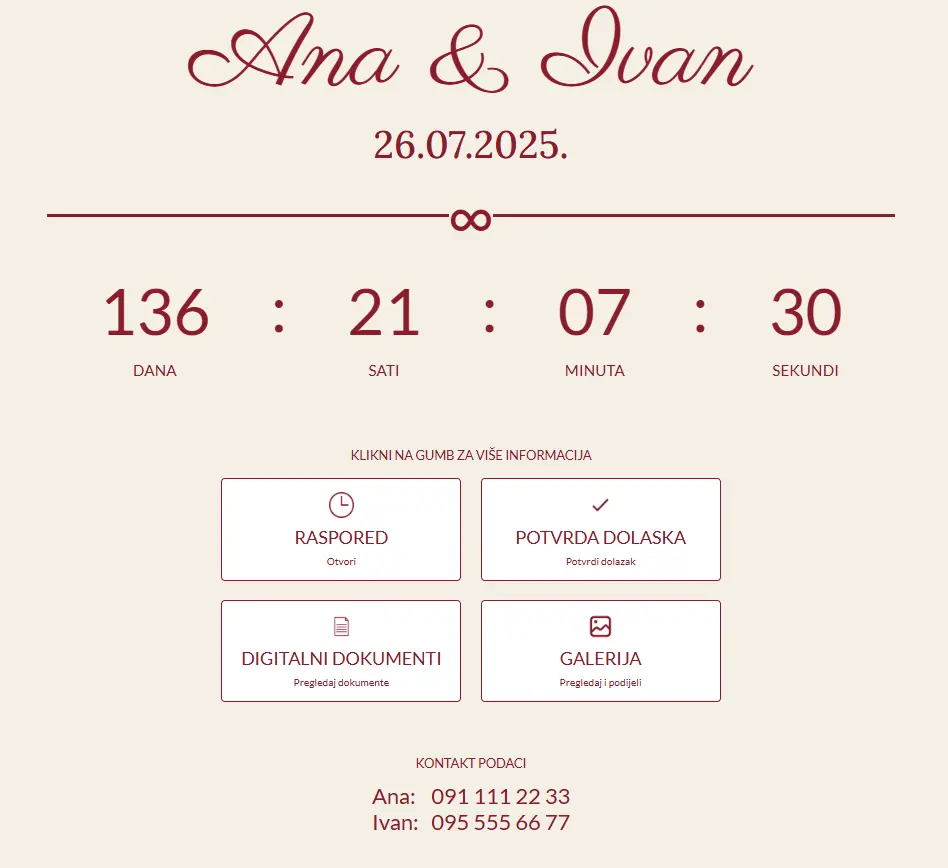 Ana & Ivan
26.07.2025.
∞
136 : 21 : 07 : 30
DANA SATI MINUTA SEKUNDI
KLIKNI NA GUMB ZA VIŠE INFORMACIJA
RASPORED
Otvori
POTVRDA DOLASKA
Potvrdi dolazak
DIGITALNI DOKUMENTI
Pregledaj dokumente
GALERIJA
Pregledaj i podijeli
KONTAKT PODACI
Ana: 091 111 22 33
Ivan: 095 555 66 77